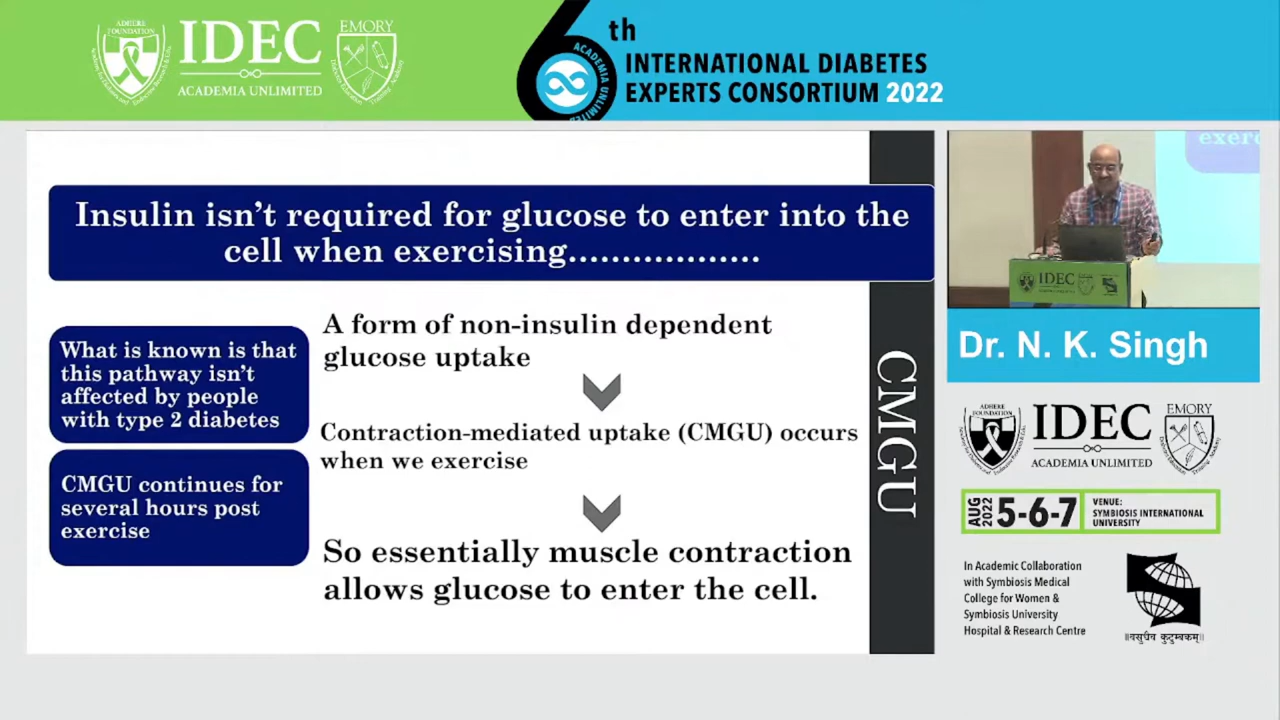 ADHERE
FOUNDATION
IDEC
ACADEMIA UNLIMITED
EMORY
6th
ACADEMIA UNLIMITED
INTERNATIONAL DIABETES
EXPERTS CONSORTIUM 2022
Insulin isn’t required for glucose to enter into the
cell when exercising………………
What is known is that
this pathway isn’t
affected by people
with type 2 diabetes
CMGU continues for
several hours post
exercise
A form of non-insulin dependent
glucose uptake
Contraction-mediated uptake (CMGU) occurs
when we exercise
So essentially muscle contraction
allows glucose to enter the cell.
CMGU
exerc
IDEC
Dr. N. K. Singh
ADHERE
FOUNDATION
IDEC
ACADEMIA UNLIMITED
EMORY
AUG
2022
5-6-7
VENUE:
SYMBIOSIS INTERNATIONAL
UNIVERSITY
In Academic Collaboration
with Symbiosis Medical
College for Women &
Symbiosis University
Hospital & Research Centre
॥वसुधैव कुटुम्बकम्॥